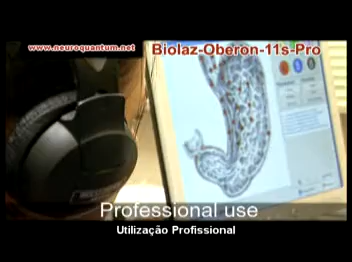 www.neuroquantum.net
Biolaz-Oberon-11s-Pro
Professional use
Utilização Profissional